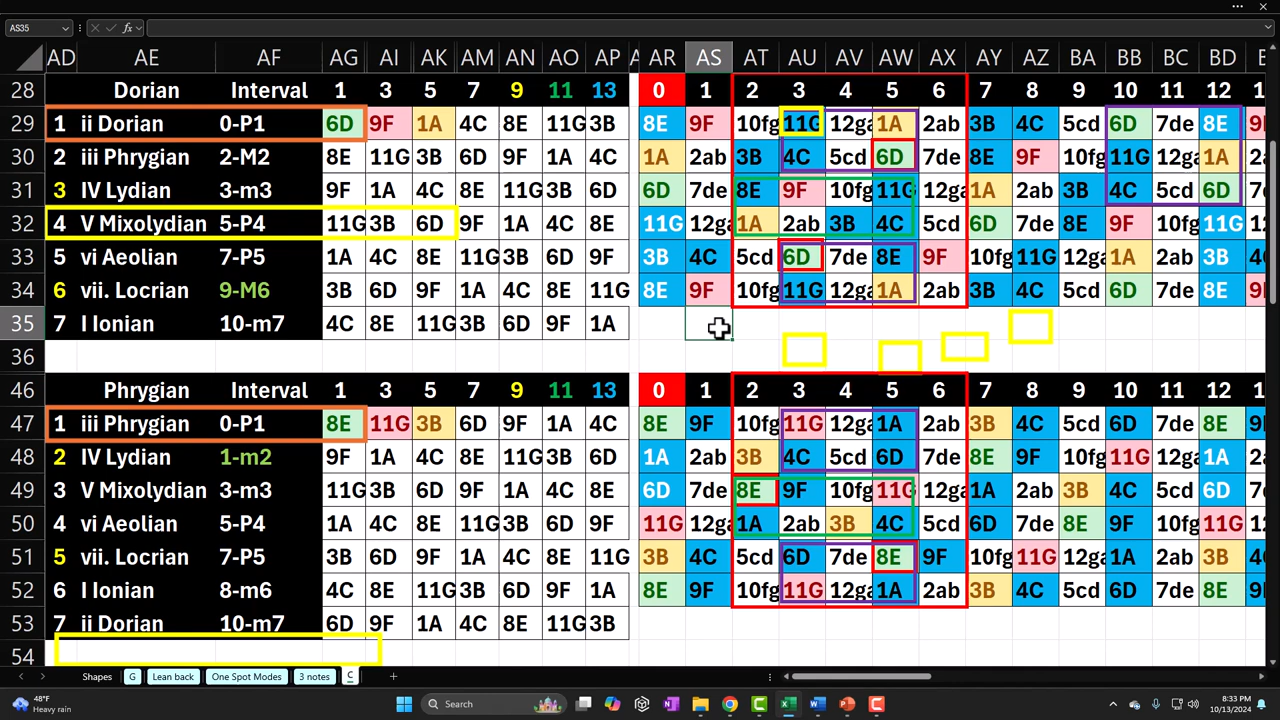 AS35 fx
AD AE AF AG AI AK AM AN AO AP AR AS AT AU AV AW AX AY AZ BA BB BC BD
28 Dorian Interval 1 3 5 7 9 11 13 0 1 2 3 4 5 6 7 8 9 10 11 12
29 1 ii Dorian 0-P1 6D 9F 1A 4C 8E 11G 3B 8E 9F 10fg 11G 12ga 1A 2ab 3B 4C 5cd 6D 7de 8E 9F
30 2 iii Phrygian 2-M2 8E 11G 3B 6D 9F 1A 4C 1A 2ab 3B 4C 5cd 6D 7de 8E 9F 10fg 11G 12ga 1A
31 3 IV Lydian 3-m3 9F 1A 4C 8E 11G 3B 6D 6D 7de 8E 9F 10fg 11G 12ga 1A 2ab 3B 4C 5cd 6D
32 4 V Mixolydian 5-P4 11G 3B 6D 9F 1A 4C 8E 11G 12ga 1A 2ab 3B 4C 5cd 6D 7de 8E 9F 10fg 11G
33 5 vi Aeolian 7-P5 1A 4C 8E 11G 3B 6D 9F 3B 4C 5cd 6D 7de 8E 9F 10fg 11G 12ga 1A 2ab 3B
34 6 vii. Locrian 9-M6 3B 6D 9F 1A 4C 8E 11G 8E 9F 10fg 11G 12ga 1A 2ab 3B 4C 5cd 6D 7de 8E 9F
35 7 I Ionian 10-m7 4C 8E 11G 3B 6D 9F 1A
36
46 Phrygian Interval 1 3 5 7 9 11 13 0 1 2 3 4 5 6 7 8 9 10 11 12
47 1 iii Phrygian 0-P1 8E 11G 3B 6D 9F 1A 4C 8E 9F 10fg 11G 12ga 1A 2ab 3B 4C 5cd 6D 7de 8E
48 2 IV Lydian 1-m2 9F 1A 4C 8E 11G 3B 6D 1A 2ab 3B 4C 5cd 6D 7de 8E 9F 10fg 11G 12ga 1A
49 3 V Mixolydian 3-m3 11G 3B 6D 9F 1A 4C 8E 6D 7de 8E 9F 10fg 11G 12ga 1A 2ab 3B 4C 5cd 6D
50 4 vi Aeolian 5-P4 1A 4C 8E 11G 3B 6D 9F 11G 12ga 1A 2ab 3B 4C 5cd 6D 7de 8E 9F 10fg 11G
51 5 vii. Locrian 7-P5 3B 6D 9F 1A 4C 8E 11G 3B 4C 5cd 6D 7de 8E 9F 10fg 11G 12ga 1A 2ab 3B
52 6 I Ionian 8-m6 4C 8E 11G 3B 6D 9F 1A 8E 9F 10fg 11G 12ga 1A 2ab 3B 4C 5cd 6D 7de 8E
53 7 ii Dorian 10-m7 6D 9F 1A 4C 8E 11G 3B
54
Shapes G Lean back One Spot Modes 3 notes C
48°F
Heavy rain
Search
8:33 PM
10/13/2024